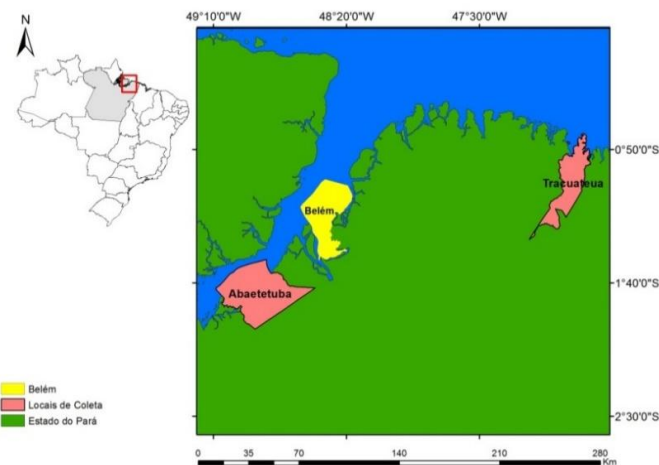 N
49°10'0"W 48°20'0"W 47°30'0"W
0°50'0"S
Tracuateua
Belém
1°40'0"S
Abaetetuba
Belém
Locais de Coleta
Estado do Pará
2°30'0"S
0 35 70 140 210 280
Km